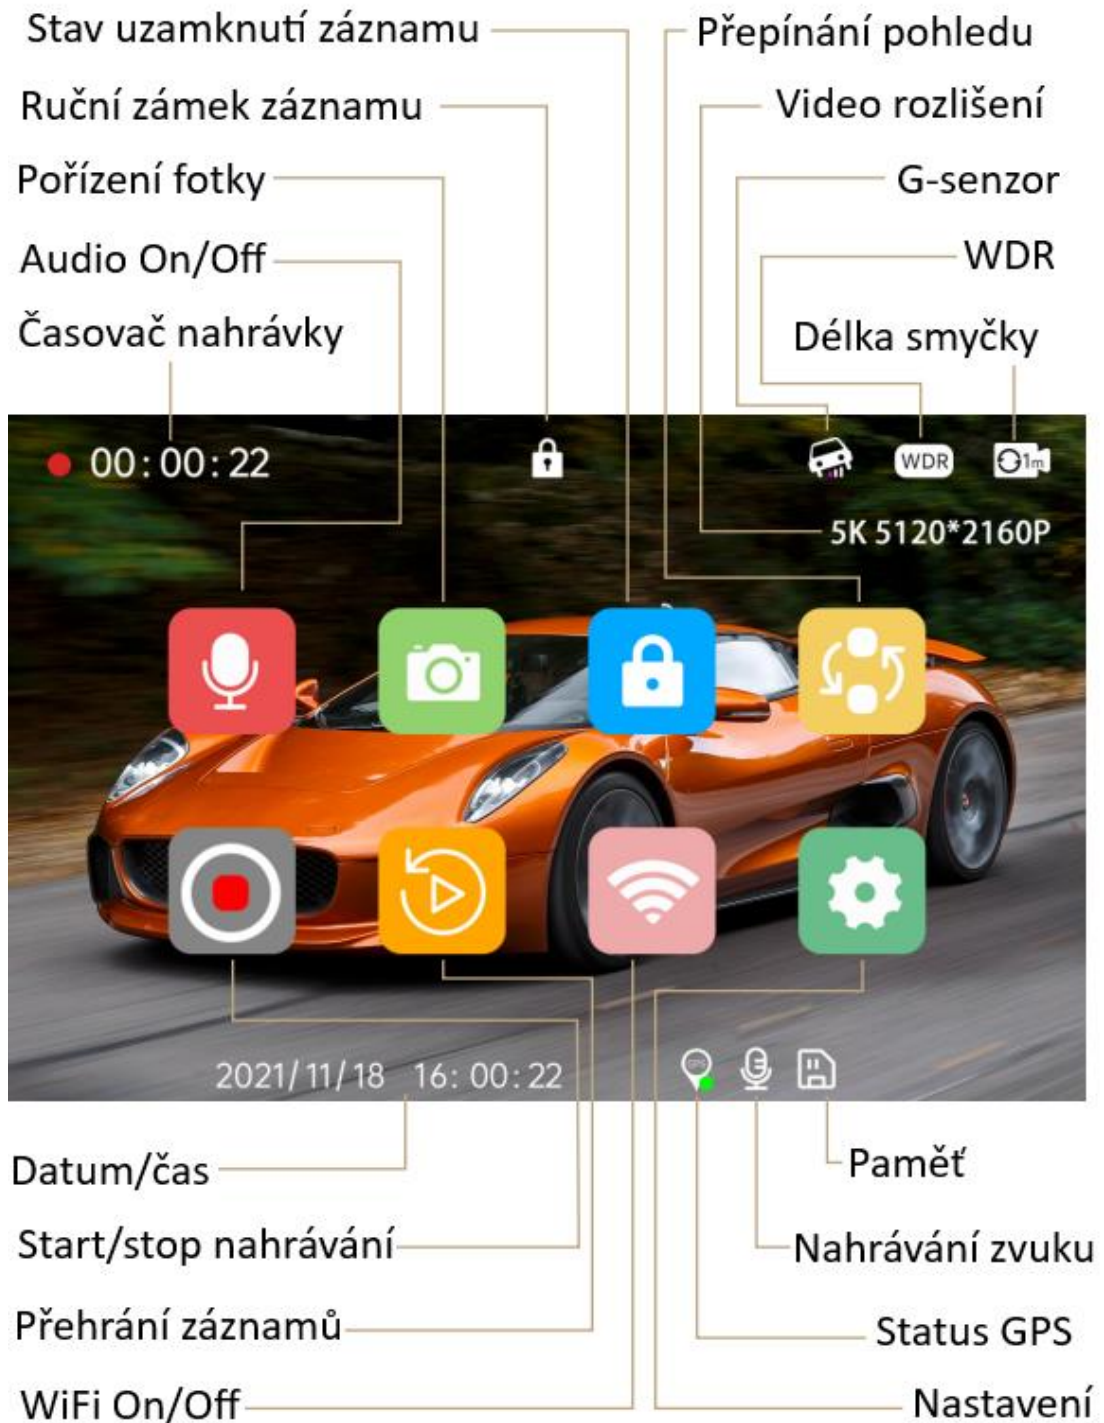 Stav uzamknutí záznamu
Přepínání pohledu
Ruční zámek záznamu
Video rozlišení
Pořízení fotky
G-senzor
Audio On/Off
WDR
Časovač nahrávky
Délka smyčky
00:00:22
WDR
1m
5K 5120*2160P
2021/11/18 16:00:22
GPS
Datum/čas
Paměť
Start/stop nahrávání
Nahrávání zvuku
Přehrání záznamů
Status GPS
WiFi On/Off
Nastavení